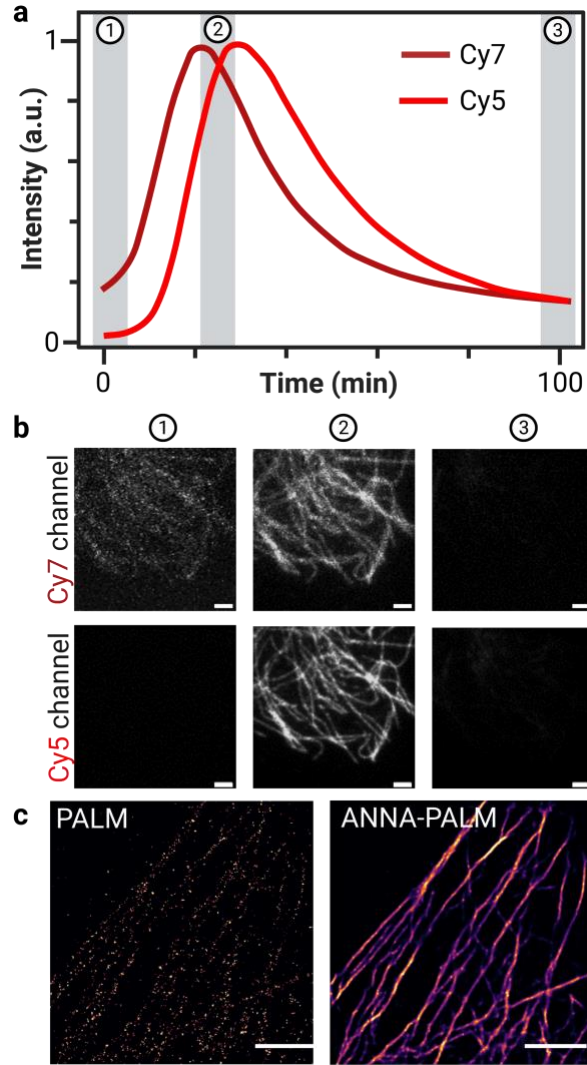 a
① ② ③
1
Cy7
Cy5
Intensity (a.u.)
0
0 Time (min) 100
b ① ② ③
Cy7 channel
Cy5 channel
c PALM ANNA-PALM